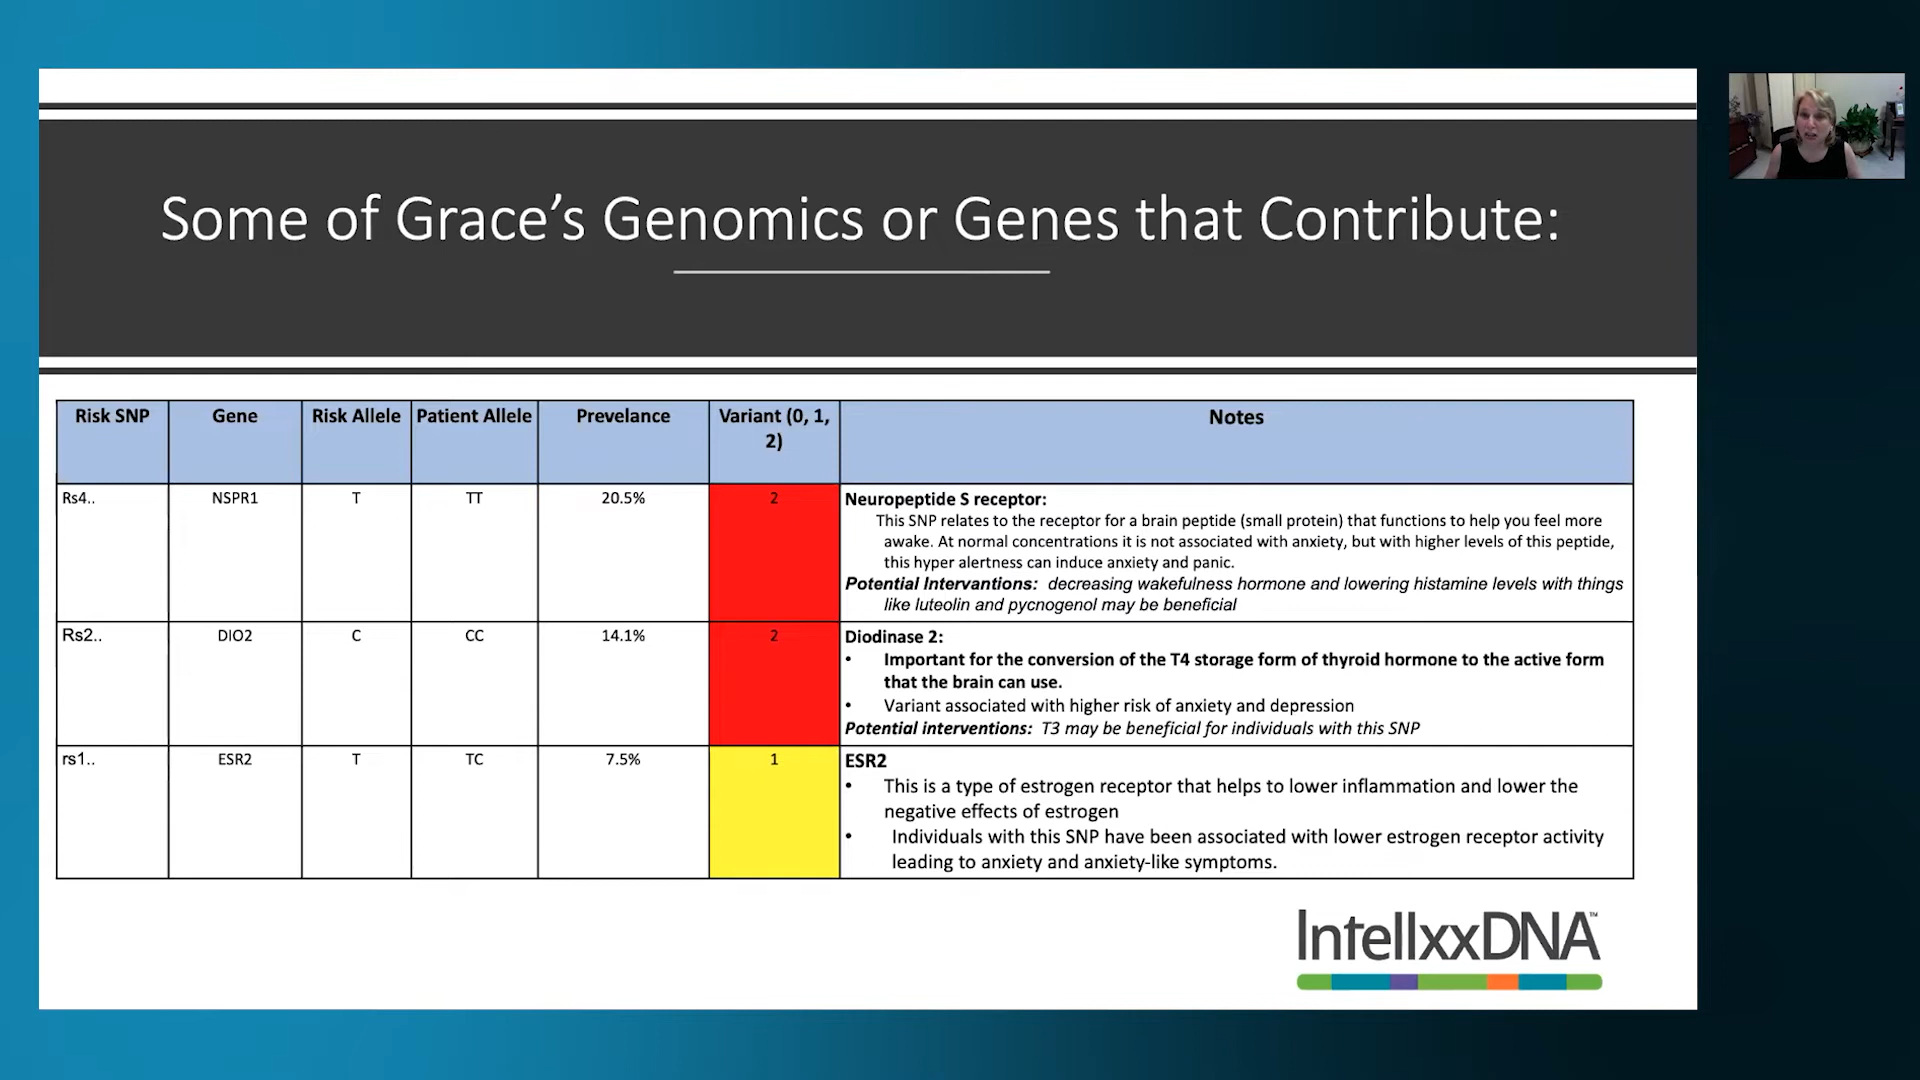 Some of Grace’s Genomics or Genes that Contribute:
Risk SNP Gene Risk Allele Patient Allele Prevelance Variant (0, 1,
2) Notes
Rs4.. NSPR1 T TT 20.5% 2 Neuropeptide S receptor:
This SNP relates to the receptor for a brain peptide (small protein) that functions to help you feel more
awake. At normal concentrations it is not associated with anxiety, but with higher levels of this peptide,
this hyper alertness can induce anxiety and panic.
Potential Intervantions: decreasing wakefulness hormone and lowering histamine levels with things
like luteolin and pycnogenol may be beneficial
Rs2.. DIO2 C CC 14.1% 2 Diodinase 2:
• Important for the conversion of the T4 storage form of thyroid hormone to the active form
that the brain can use.
• Variant associated with higher risk of anxiety and depression
Potential interventions: T3 may be beneficial for individuals with this SNP
rs1.. ESR2 T TC 7.5% 1 ESR2
• This is a type of estrogen receptor that helps to lower inflammation and lower the
negative effects of estrogen
• Individuals with this SNP have been associated with lower estrogen receptor activity
leading to anxiety and anxiety-like symptoms.
IntellxxDNA™